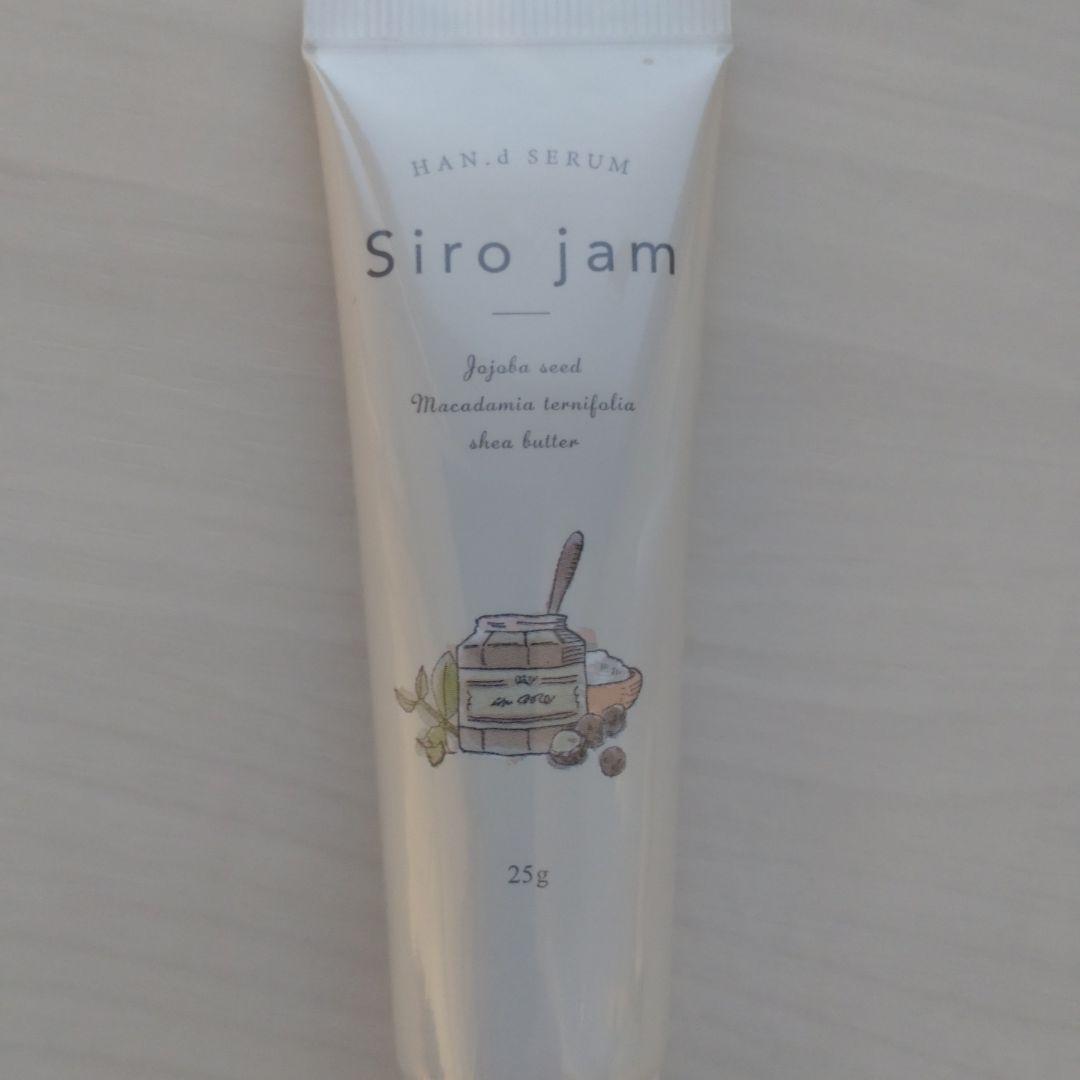 HAN.d SERUM
Siro jam
Jojoba seed
Macadamia ternifolia
shea butter
25g